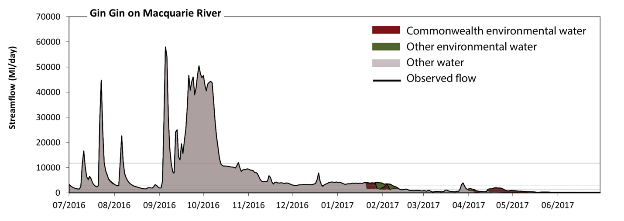 Gin Gin on Macquarie River
Streamflow (Ml/day)
70000
60000
50000
40000
30000
20000
10000
0
Commonwealth environmental water
Other environmental water
Other water
Observed flow
07/2016 08/2016 09/2016 10/2016 11/2016 12/2016 01/2017 02/2017 03/2017 04/2017 05/2017 06/2017